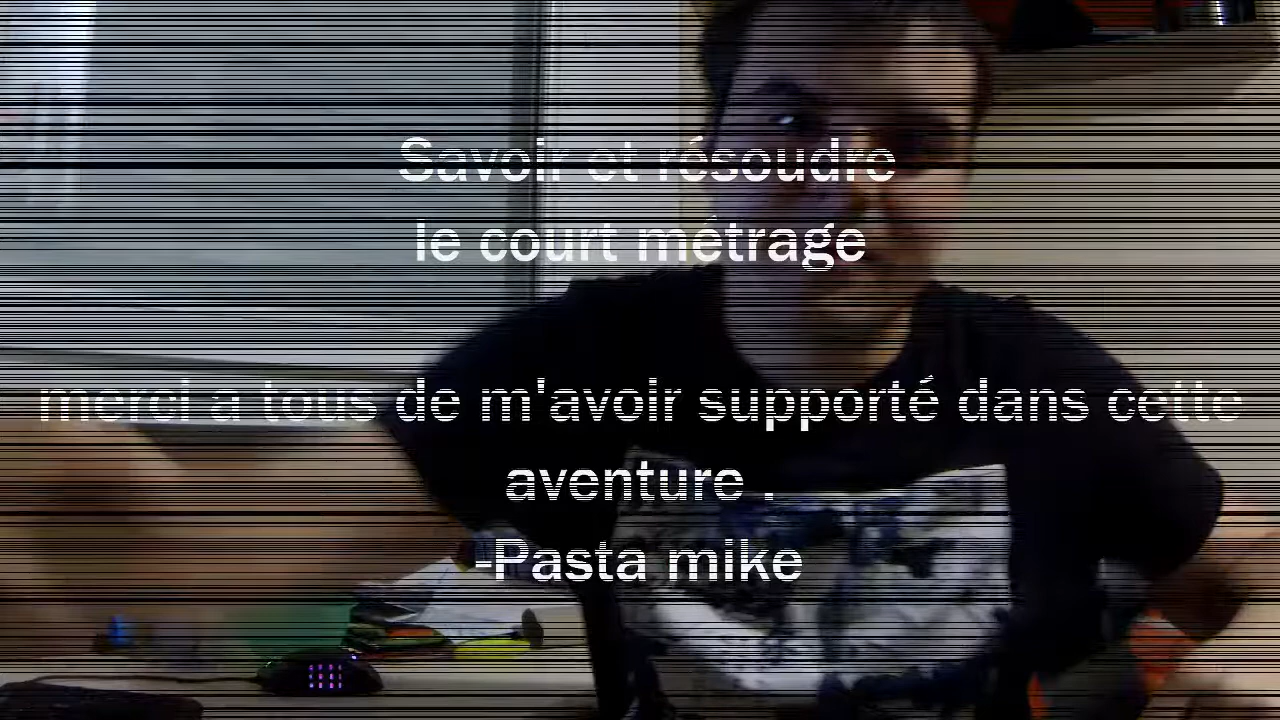 Savoir et résoudre
le court métrage
merci a tous de m'avoir supporté dans cette
aventure .
-Pasta mike